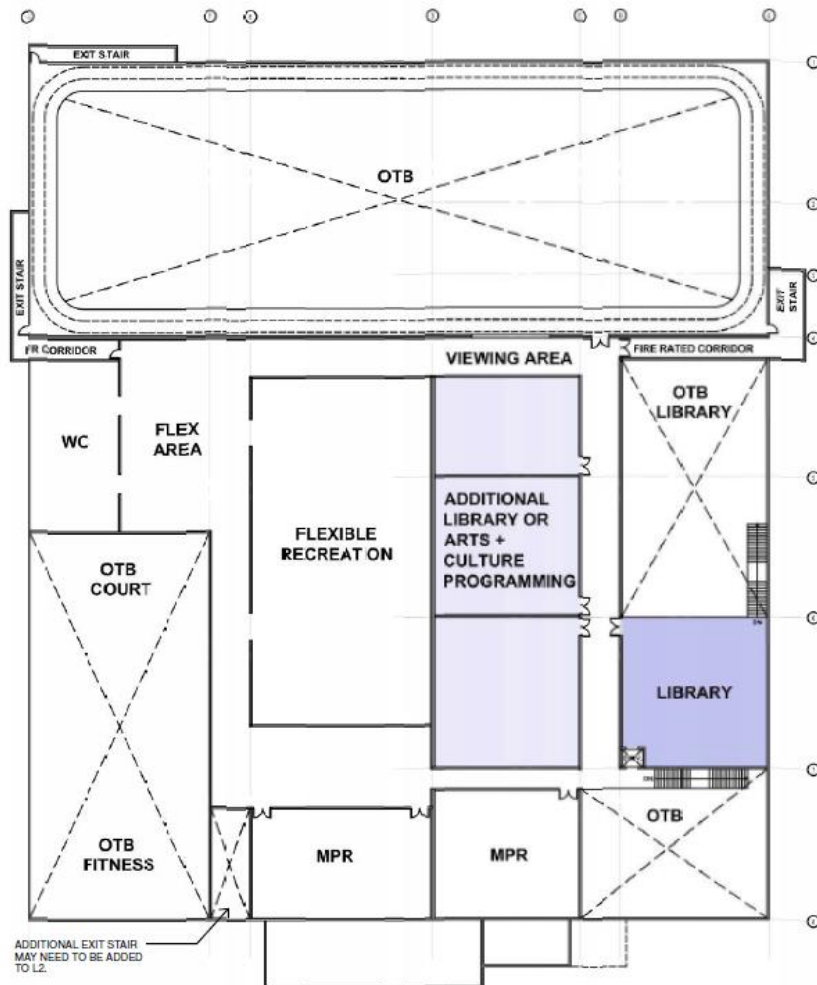 EXIT STAIR
OTB
EXIT STAIR
EXIT
STAIR
FR CORRIDOR
VIEWING AREA
FIRE RATED CORRIDOR
OTB
LIBRARY
WC
FLEX
AREA
FLEXIBLE
RECREATION
ADDITIONAL
LIBRARY OR
ARTS +
CULTURE
PROGRAMMING
OTB
COURT
DN
LIBRARY
DN
OTB
OTB
FITNESS
MPR
MPR
ADDITIONAL EXIT STAIR
MAY NEED TO BE ADDED
TO L2.